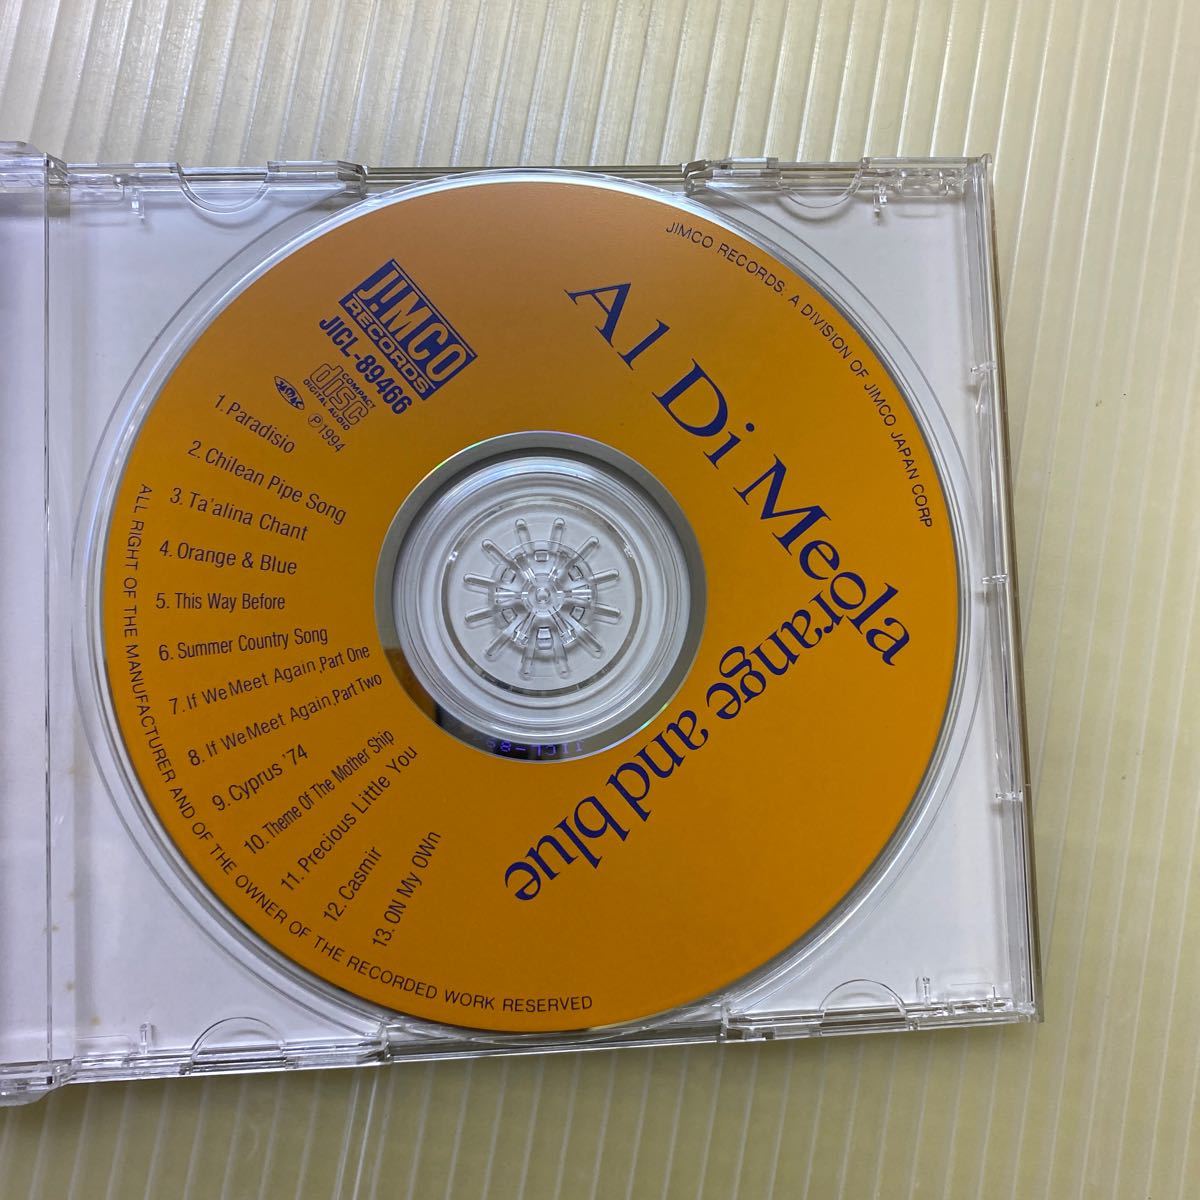 Al Di Meola
orange and blue
JIMCO RECORDS: A DIVISION OF JIMCO JAPAN CORP
JIMCO
RECORDS
JICL-89466
COMPACT
disc
DIGITAL AUDIO
℗1994
1. Paradisio
2. Chilean Pipe Song
3. Ta'alina Chant
4. Orange & Blue
5. This Way Before
6. Summer Country Song
7. If We Meet Again,Part One
8. If We Meet Again,Part Two
9. Cyprus '74
10. Theme Of The Mother Ship
11. Precious Little You
12. Casmir
13. ON My OWn
ALL RIGHT OF THE MANUFACTURER AND OF THE OWNER OF THE RECORDED WORK RESERVED